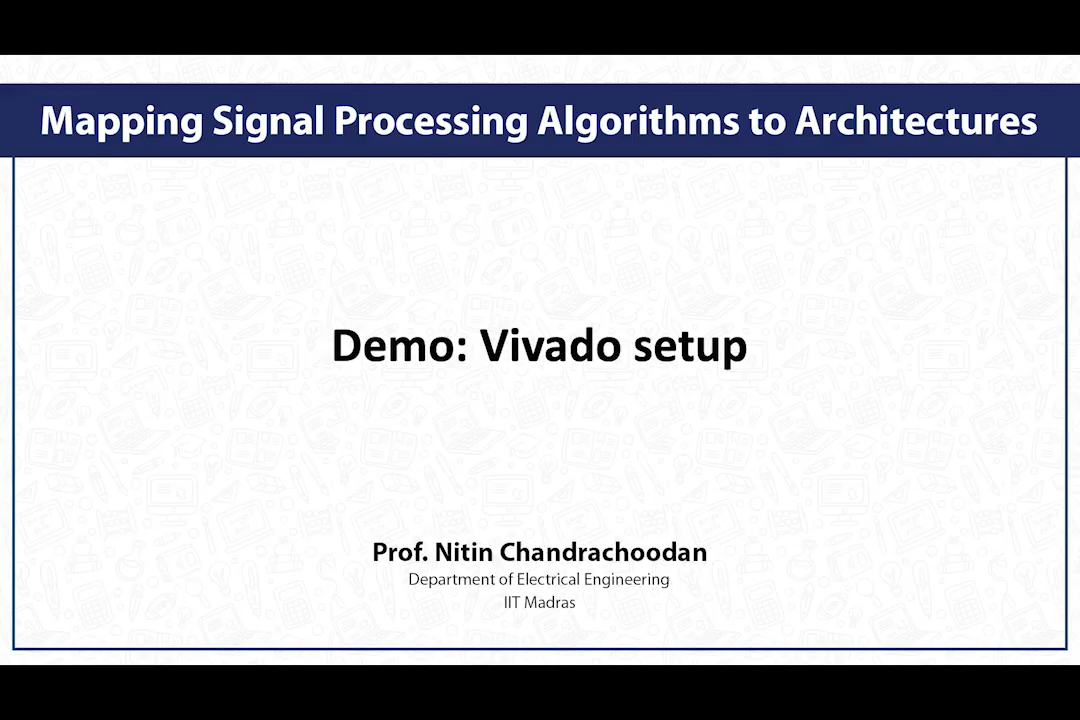 Mapping Signal Processing Algorithms to Architectures
Demo: Vivado setup
Prof. Nitin Chandrachoodan
Department of Electrical Engineering
IIT Madras